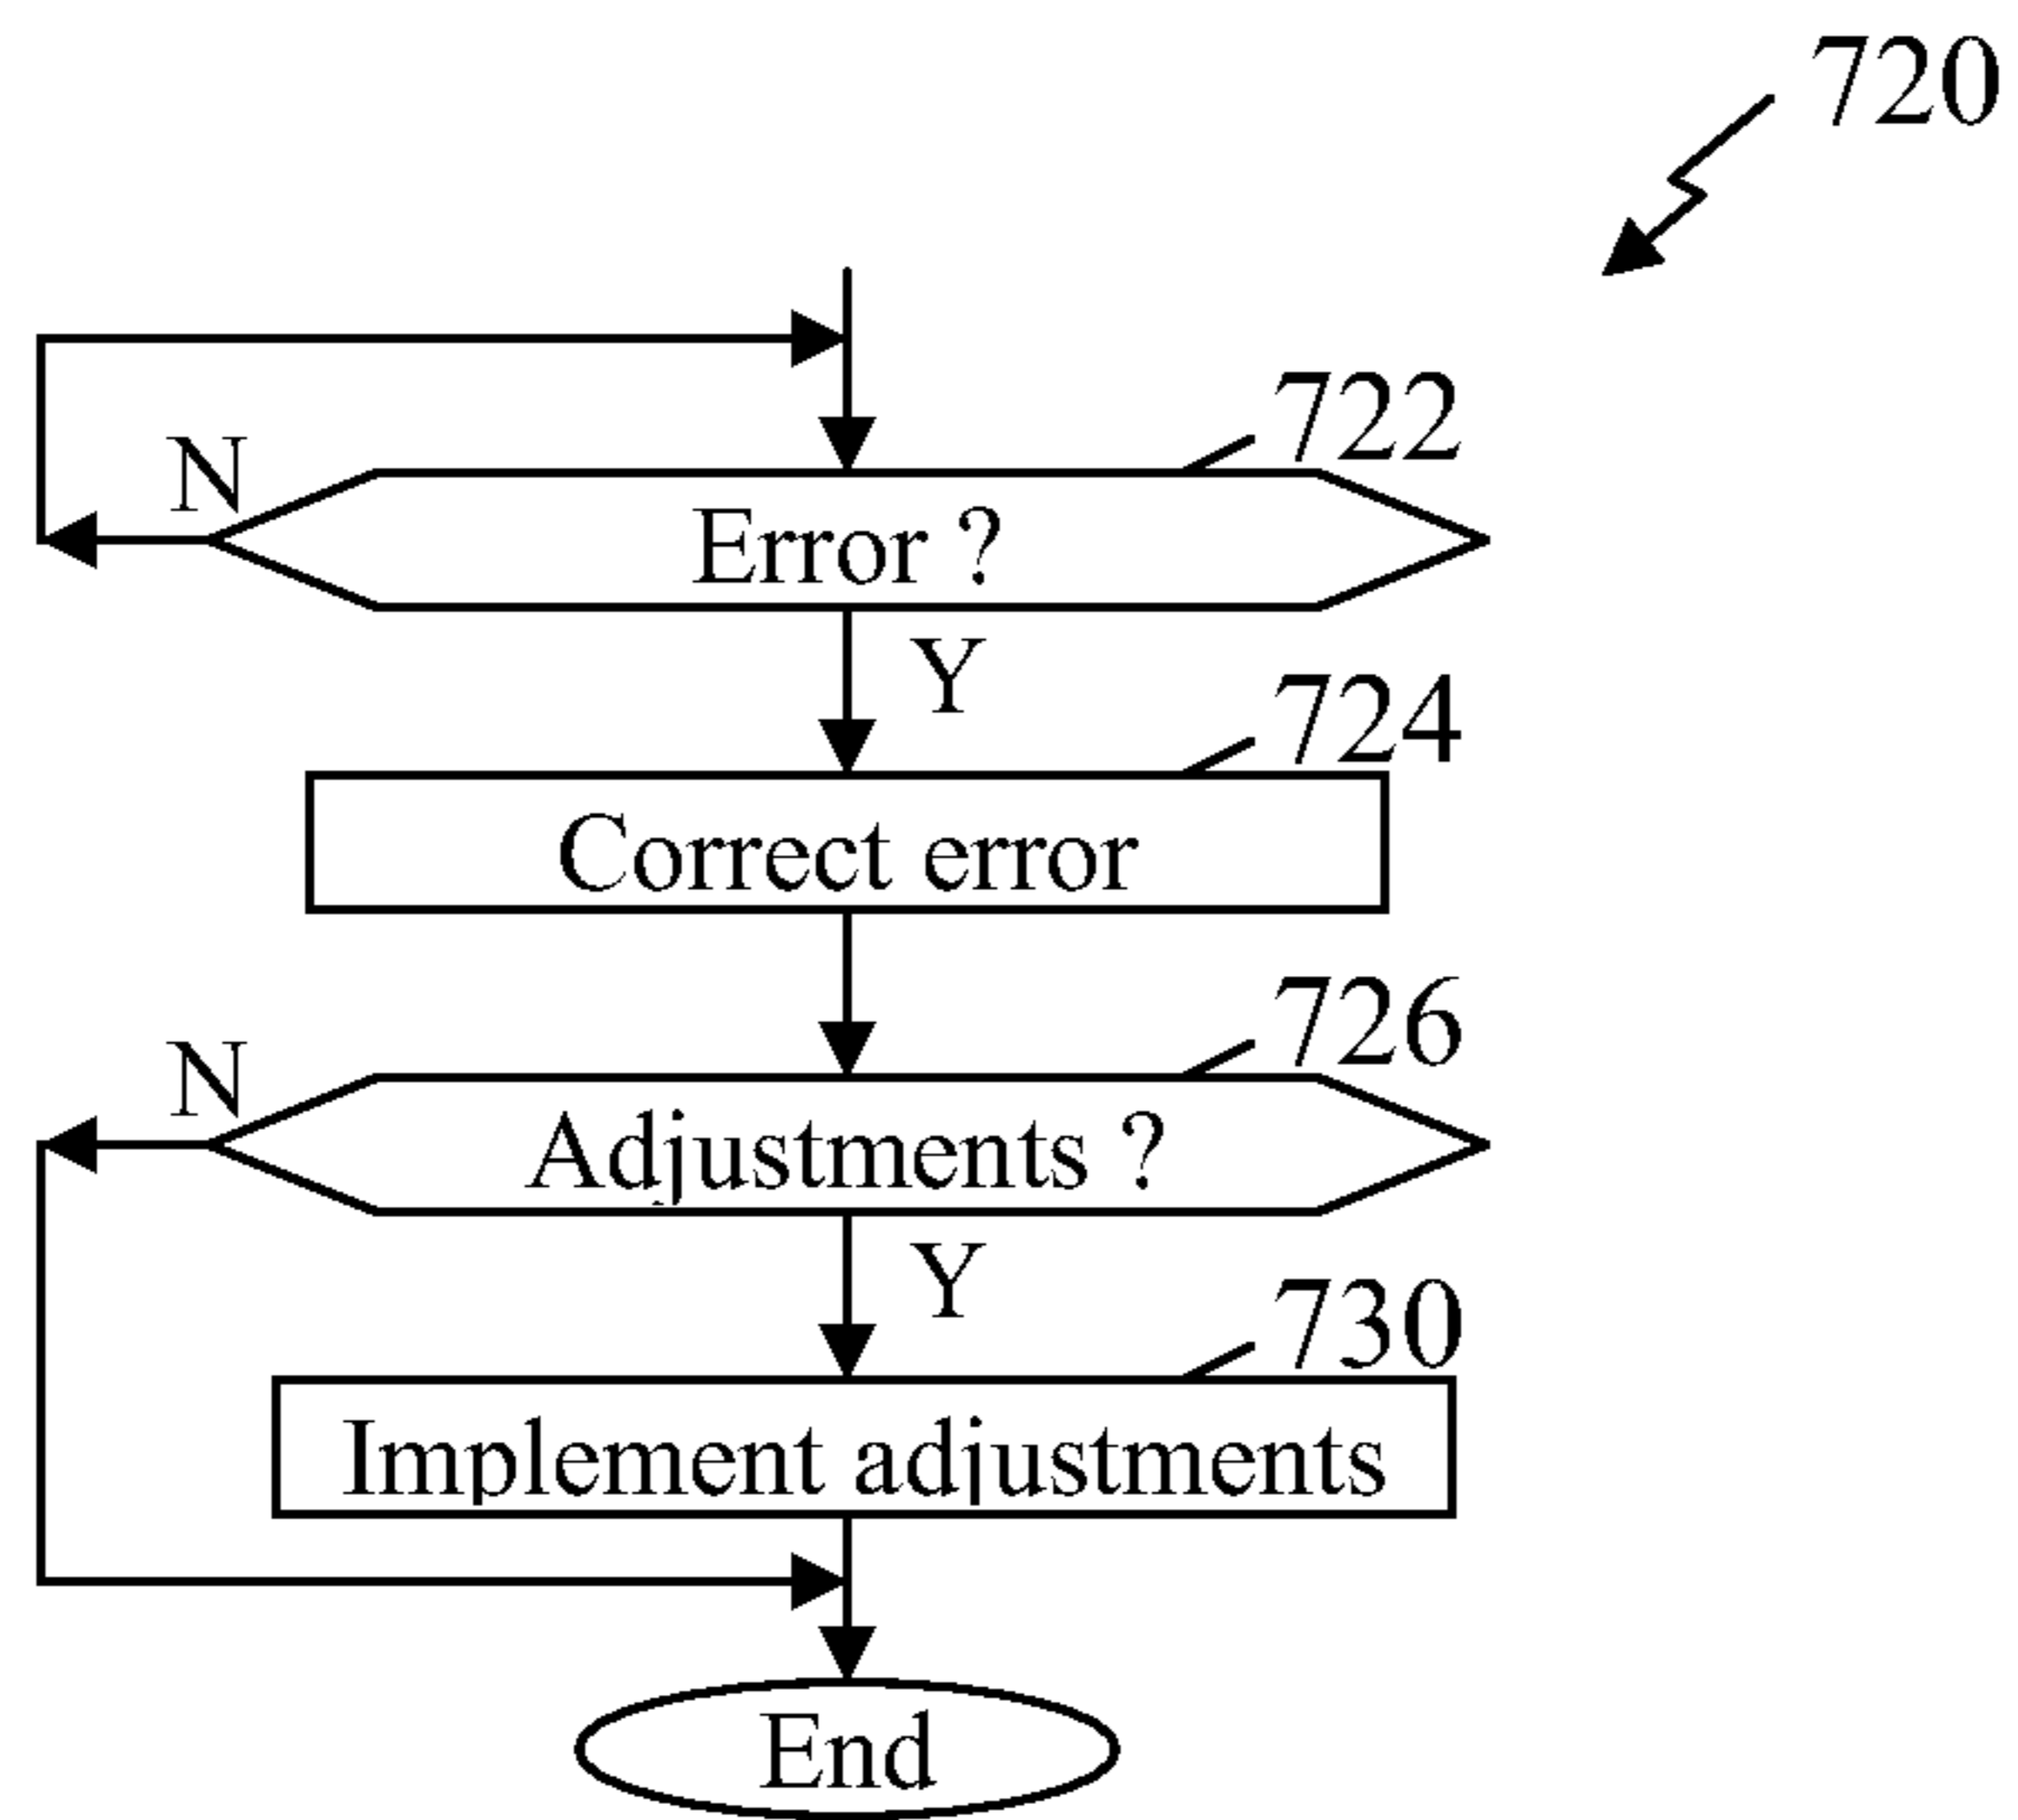 720
722
N
Error ?
Y
724
Correct error
726
N
Adjustments ?
Y
730
Implement adjustments
End